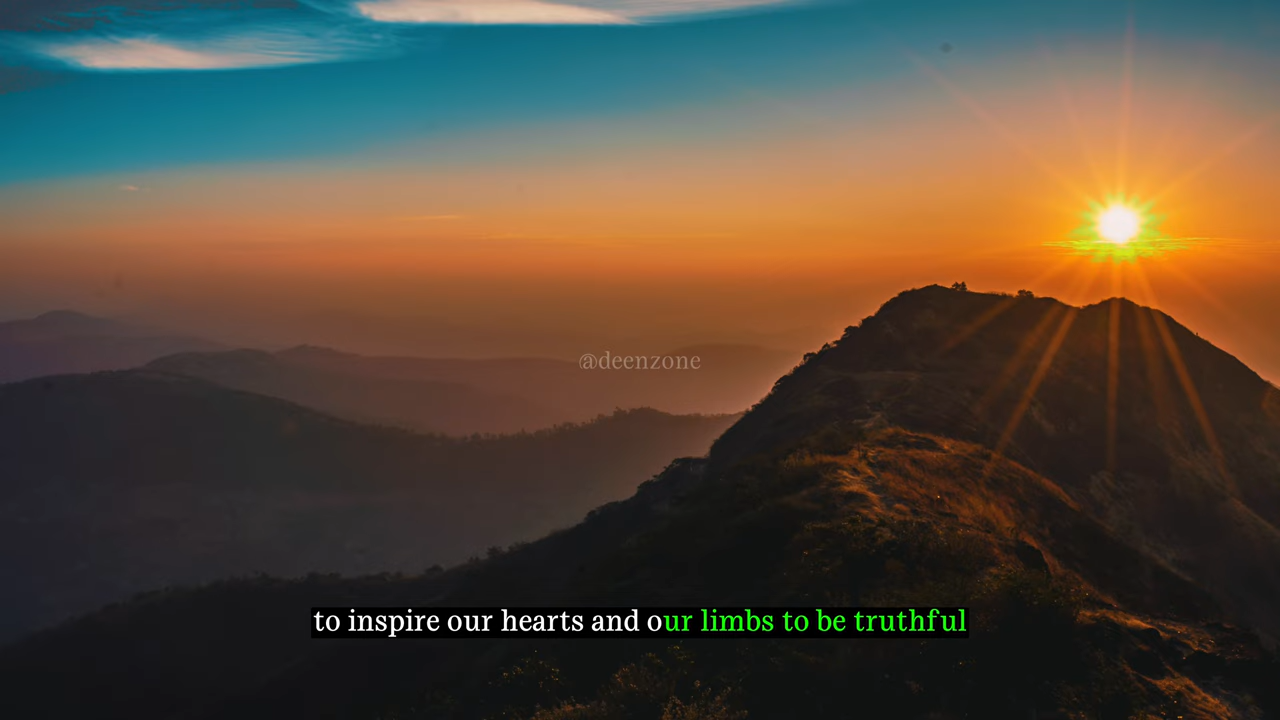 @deenzone
to inspire our hearts and our limbs to be truthful